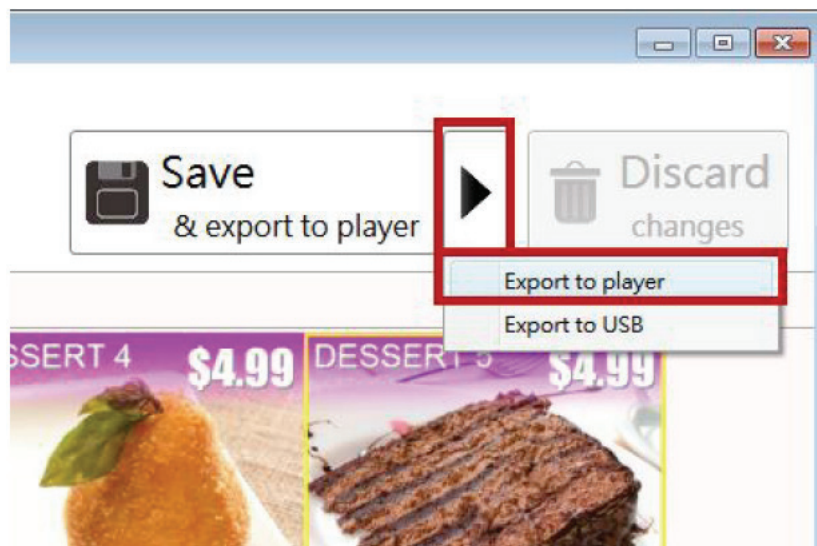 Save
& export to player
Discard
changes
Export to player
Export to USB
SSERT 4
$4.99
DESSERT 5
$4.99